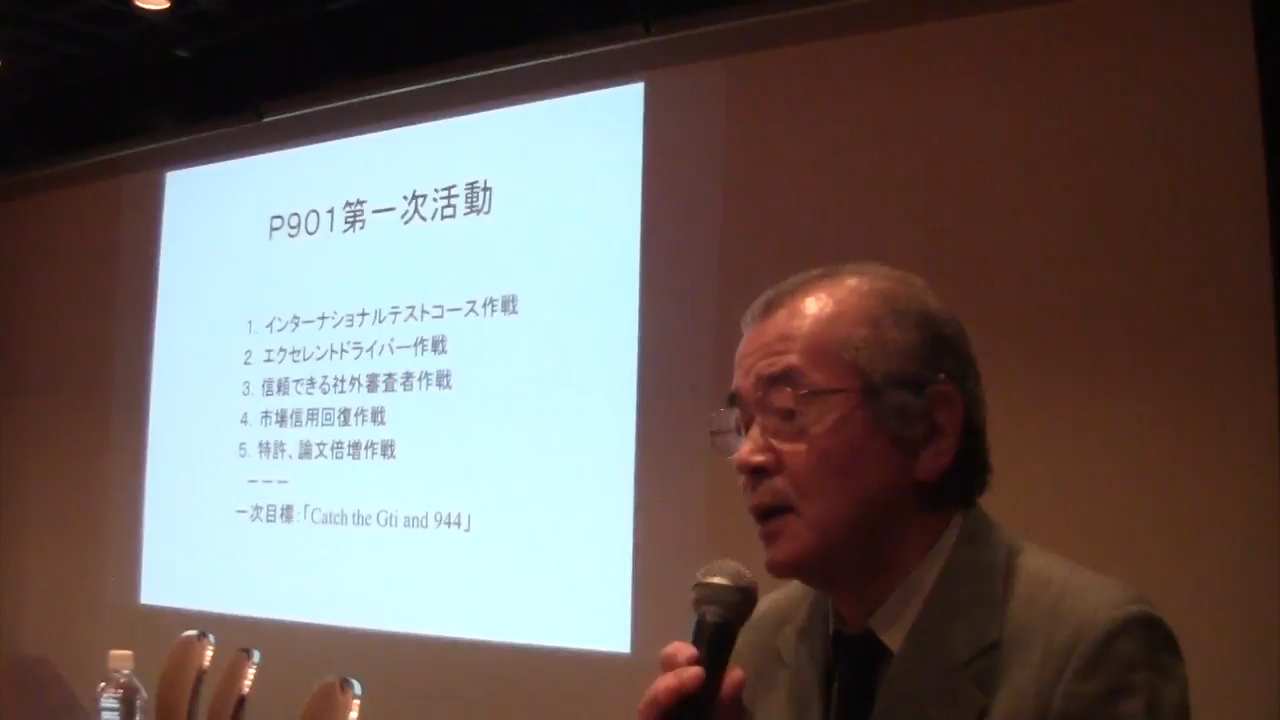 P901第一次活動
1. インターナショナルテストコース作戦
2. エクセレントドライバー作戦
3. 信頼できる社外審査者作戦
4. 市場信用回復作戦
5. 特許、論文倍増作戦
ーーー
一次目標:「Catch the Gti and 944」